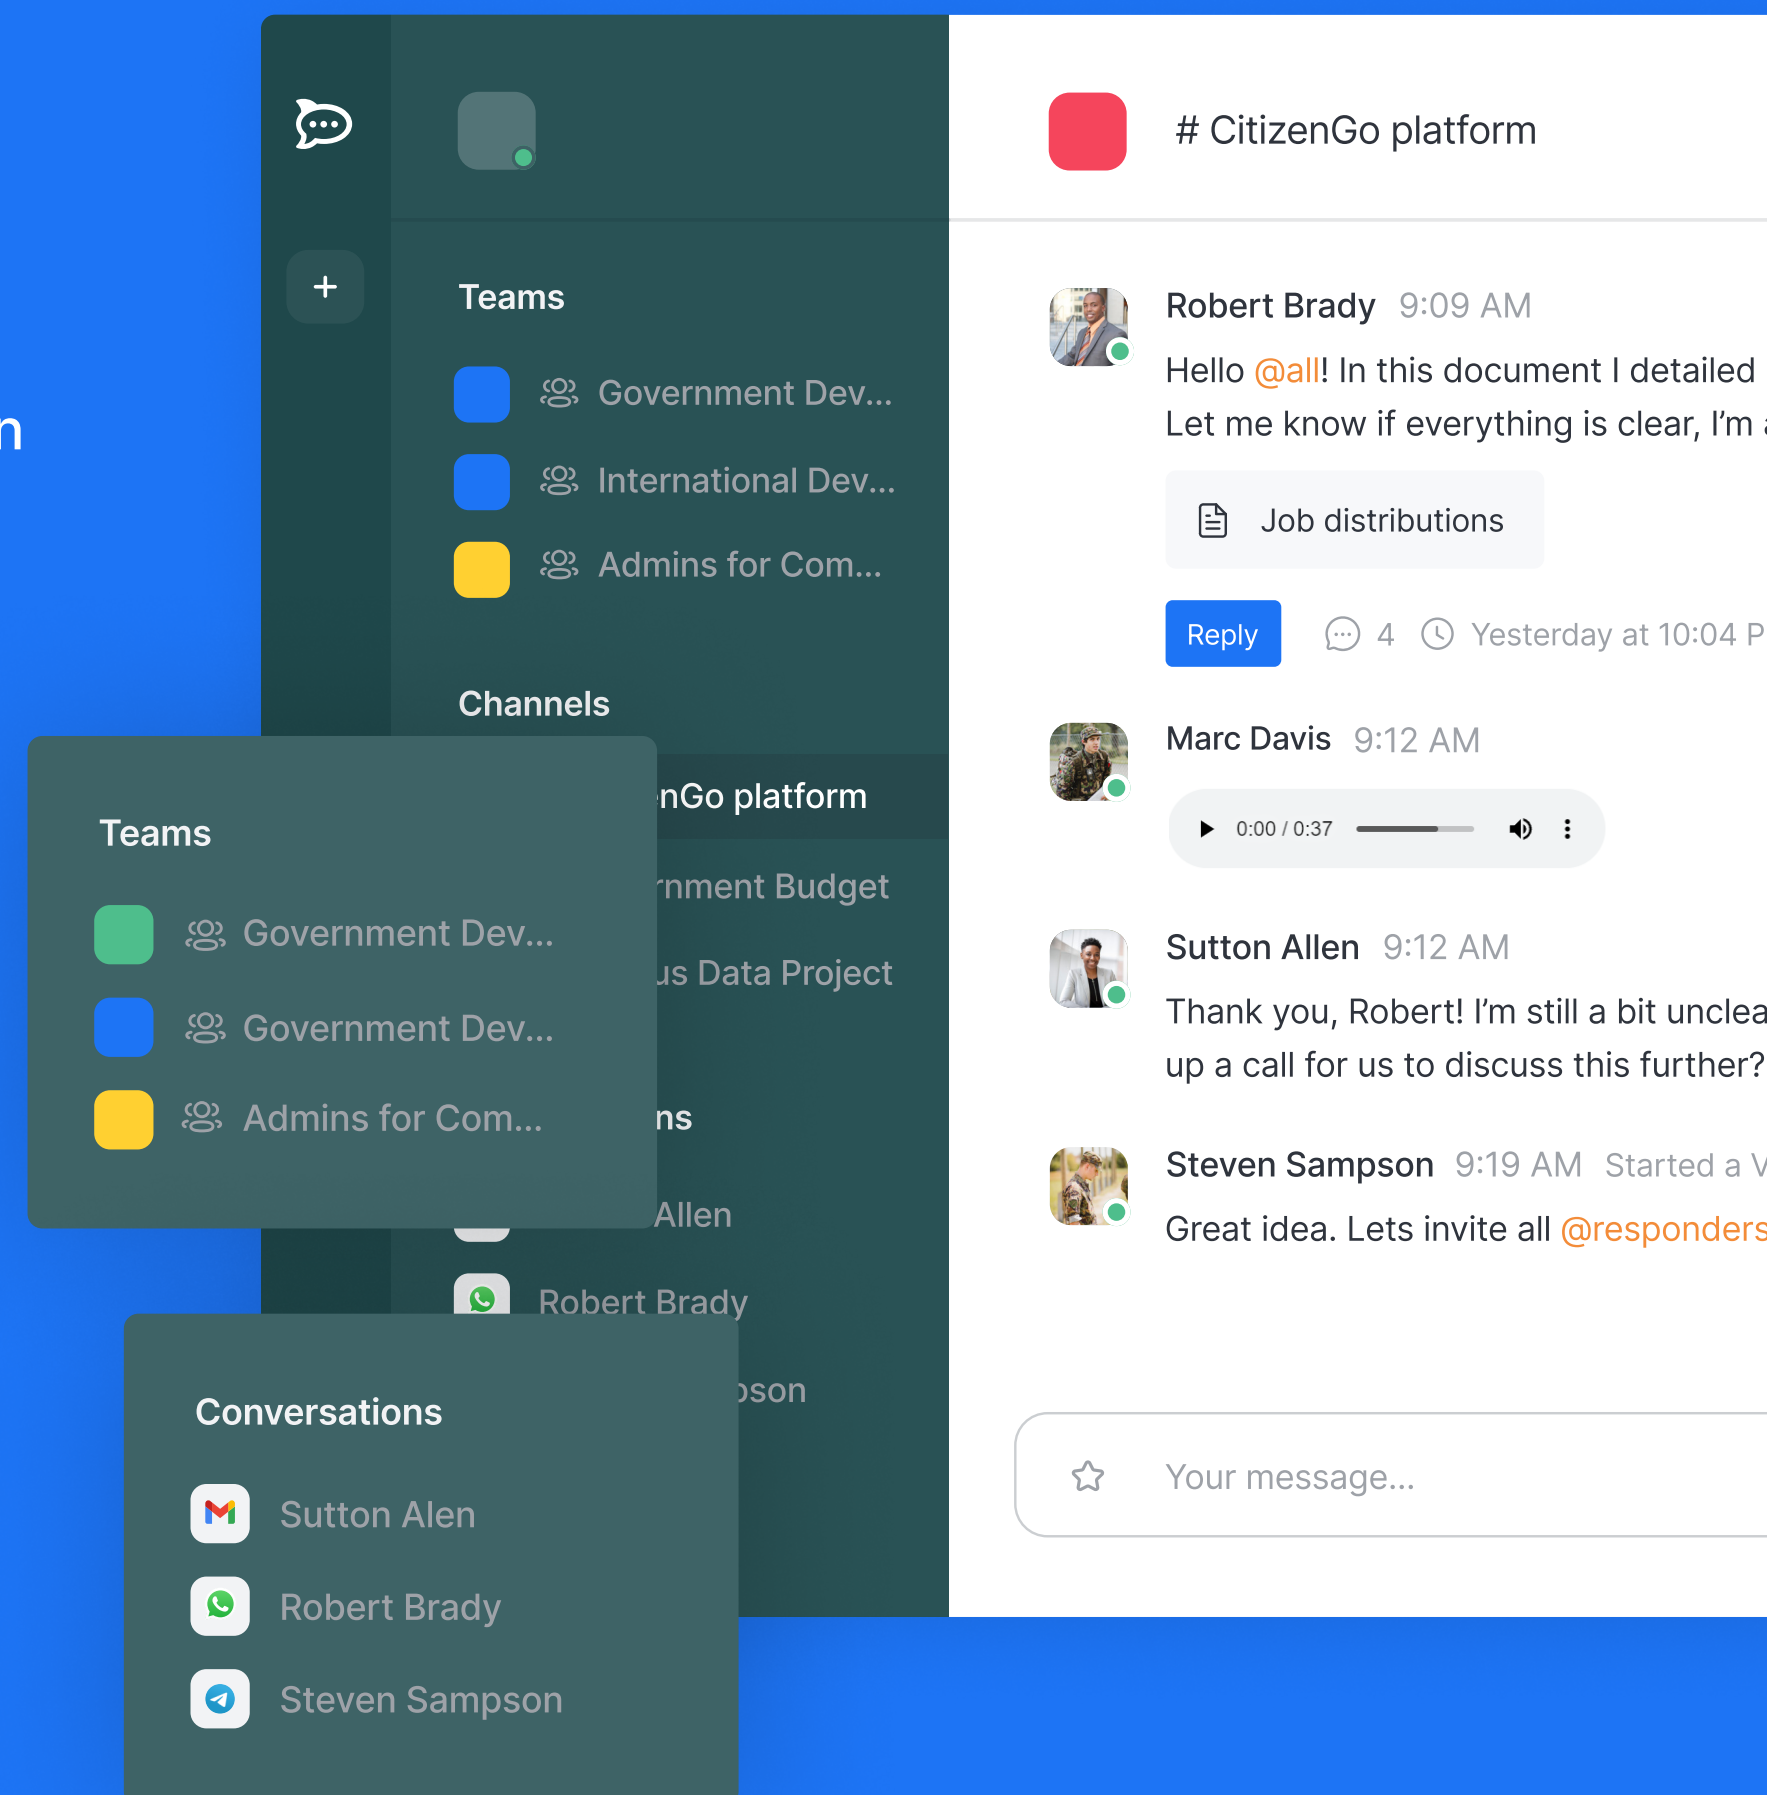 n
Teams
Government Dev...
International Dev...
Admins for Com...
Channels
enGo platform
rnment Budget
us Data Project
ns
Allen
Robert Brady
pson
Teams
Government Dev...
Government Dev...
Admins for Com...
Conversations
Sutton Alen
Robert Brady
Steven Sampson
# CitizenGo platform
Robert Brady 9:09 AM
Hello @all! In this document I detailed
Let me know if everything is clear, I’m a
Job distributions
Reply 4 Yesterday at 10:04 P
Marc Davis 9:12 AM
0:00 / 0:37
Sutton Allen 9:12 AM
Thank you, Robert! I’m still a bit unclea
up a call for us to discuss this further?
Steven Sampson 9:19 AM Started a V
Great idea. Lets invite all @responders
Your message...